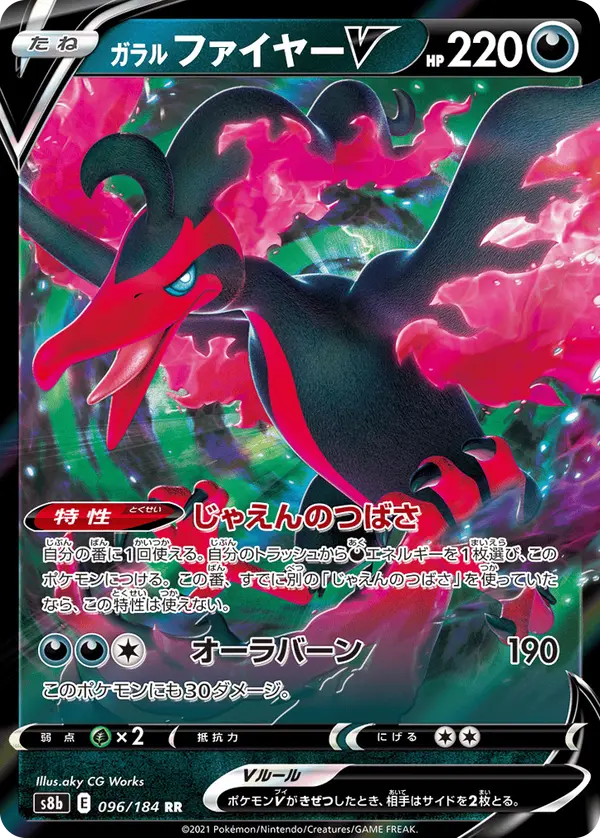 たね ガラル ファイヤーV HP220
特性 とくせい じゃえんのつばさ
自分の番に1回使える。自分のトラッシュからエネルギーを1枚選び、この
ポケモンにつける。この番、すでに別の「じゃえんのつばさ」を使っていた
なら、この特性は使えない。
オーラバーン 190
このポケモンにも30ダメージ。
弱点 ×2 抵抗力 にげる
Illus.aky CG Works
Vルール
s8b E 096/184 RR
ポケモンVがきぜつしたとき、相手はサイドを2枚とる。
©2021 Pokémon/Nintendo/Creatures/GAME FREAK.